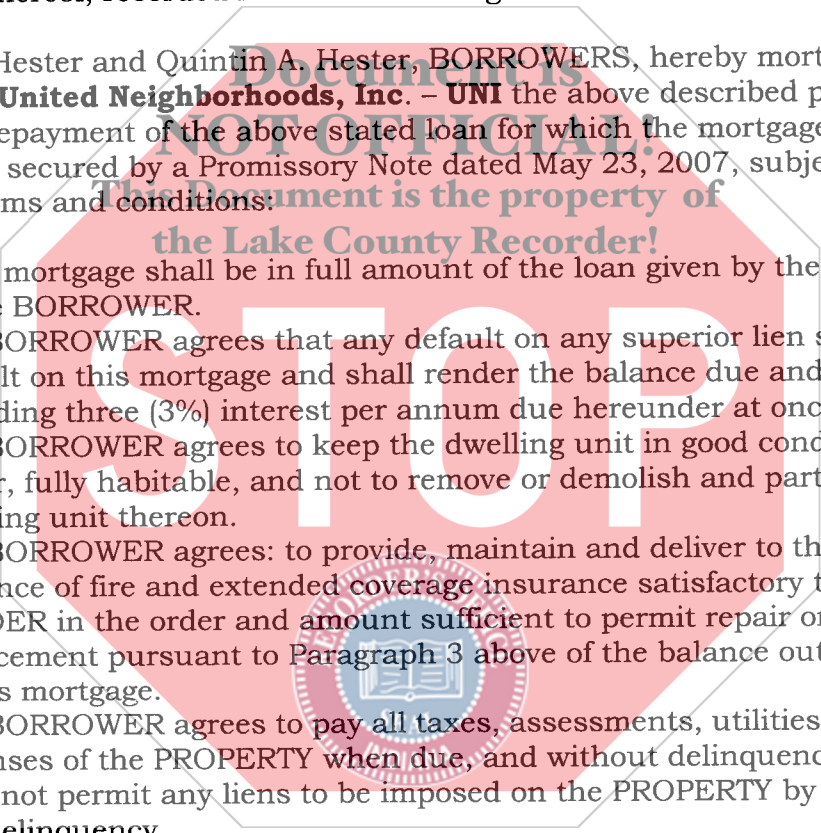 Hester and Quintin A. Hester, BORROWERS, hereby mort
United Neighborhoods, Inc. – UNI the above described p
epayment of the above stated loan for which the mortgage
secured by a Promissory Note dated May 23, 2007, subje
ms and conditions:
Document is
NOT OFFICIAL!
This Document is the property of
the Lake County Recorder!
mortgage shall be in full amount of the loan given by the
BORROWER.
BORROWER agrees that any default on any superior lien s
lt on this mortgage and shall render the balance due and
ding three (3%) interest per annum due hereunder at onc
BORROWER agrees to keep the dwelling unit in good cond
r, fully habitable, and not to remove or demolish and part
ing unit thereon.
STOP
BORROWER agrees: to provide, maintain and deliver to th
nce of fire and extended coverage insurance satisfactory t
DER in the order and amount sufficient to permit repair or
cement pursuant to Paragraph 3 above of the balance out
s mortgage.
BORROWER agrees to pay all taxes, assessments, utilities
nses of the PROPERTY when due, and without delinquenc
not permit any liens to be imposed on the PROPERTY by
elinquency
SEAL